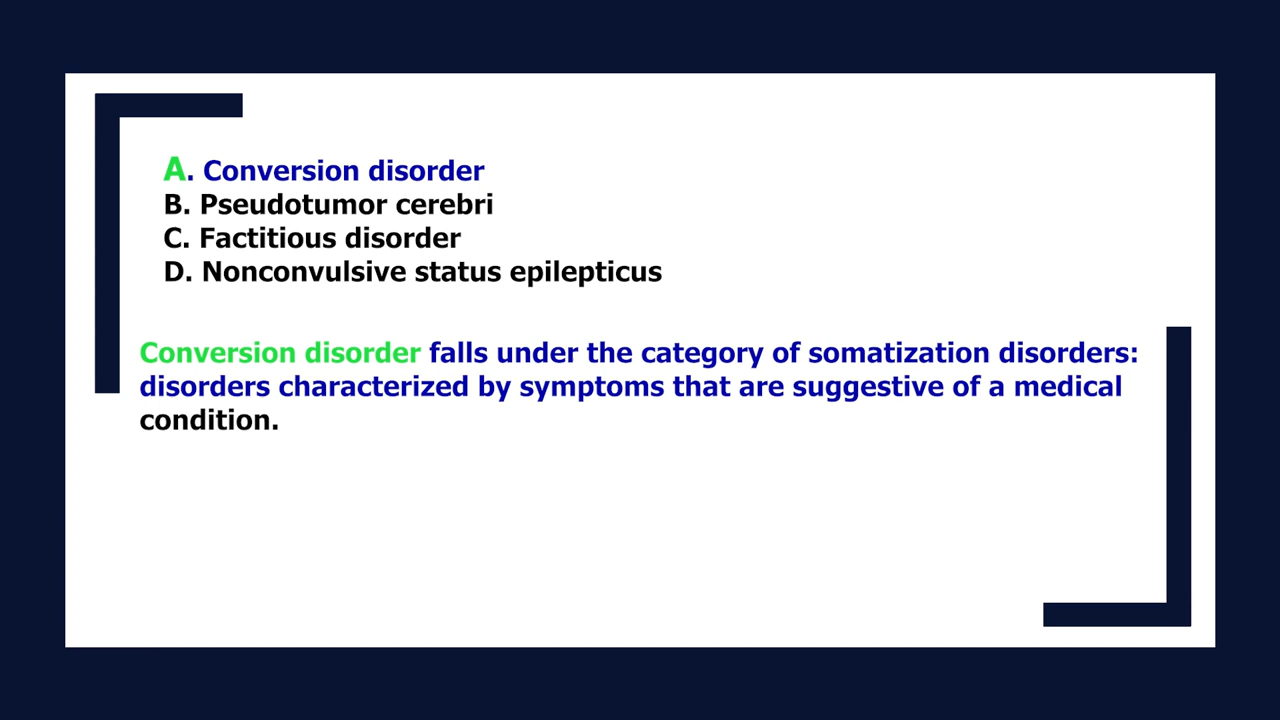 A. Conversion disorder
B. Pseudotumor cerebri
C. Factitious disorder
D. Nonconvulsive status epilepticus
Conversion disorder falls under the category of somatization disorders:
disorders characterized by symptoms that are suggestive of a medical
condition.